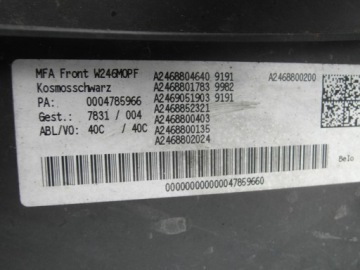 MFA Front W246MOPF
Kosmosschwarz
PA: 0004785966
Gest.: 7831 / 004
ABL/VO: 40C / 40C
A2468804640 9191
A2468801783 9982
A2469051903 9191
A2468852321
A2468800403
A2468800135
A2468802024
A2468800200
000000000000047859660
Belo